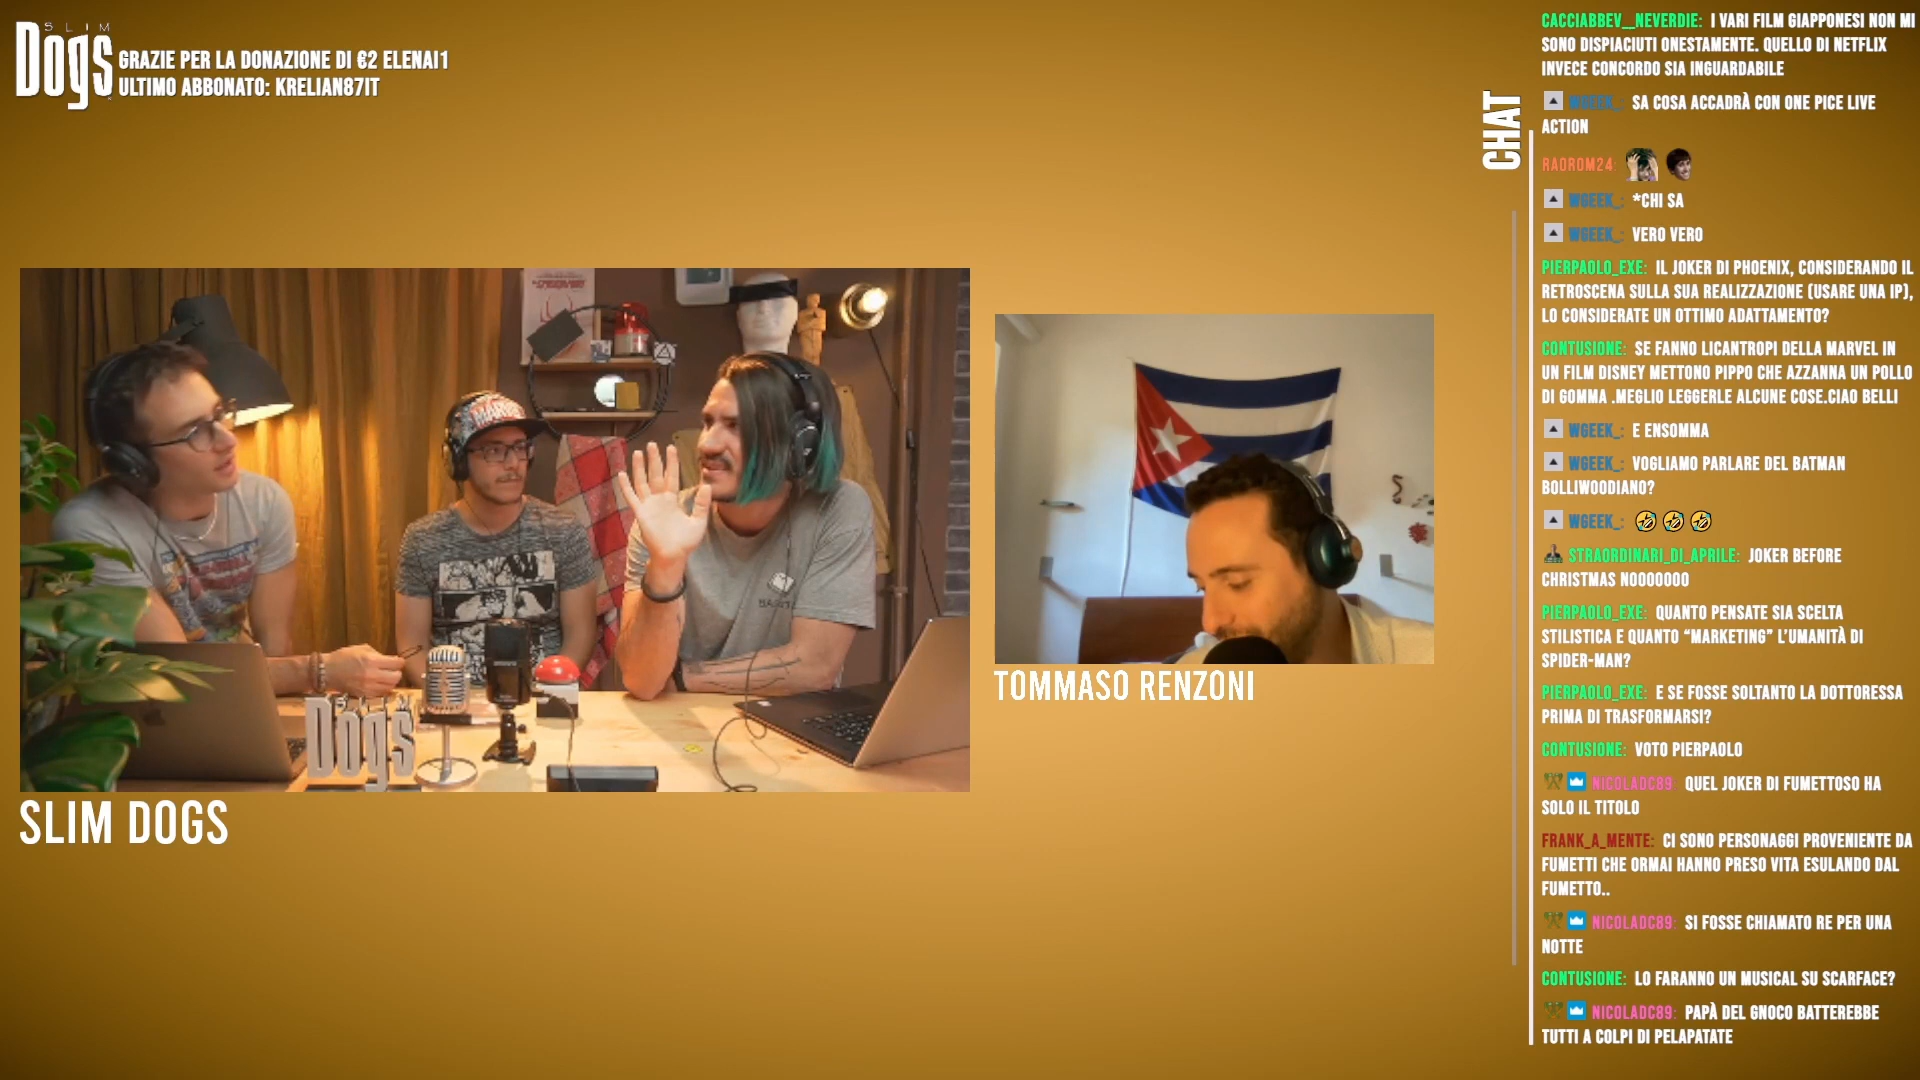 SLIM
Dogs
GRAZIE PER LA DONAZIONE DI €2 ELENAI1
ULTIMO ABBONATO: KRELIAN87IT
MARVEL
SLIM
Dogs
SLIM DOGS
TOMMASO RENZONI
CHAT
CACCIABBEV__NEVERDIE: I VARI FILM GIAPPONESI NON MI
SONO DISPIACIUTI ONESTAMENTE. QUELLO DI NETFLIX
INVECE CONCORDO SIA INGUARDABILE
WGEEK_: SA COSA ACCADRÀ CON ONE PICE LIVE
ACTION
RAOROM24:
WGEEK_: *CHI SA
WGEEK_: VERO VERO
PIERPAOLO_EXE: IL JOKER DI PHOENIX, CONSIDERANDO IL
RETROSCENA SULLA SUA REALIZZAZIONE (USARE UNA IP),
LO CONSIDERATE UN OTTIMO ADATTAMENTO?
CONTUSIONE: SE FANNO LICANTROPI DELLA MARVEL IN
UN FILM DISNEY METTONO PIPPO CHE AZZANNA UN POLLO
DI GOMMA .MEGLIO LEGGERLE ALCUNE COSE.CIAO BELLI
WGEEK_: E ENSOMMA
WGEEK_: VOGLIAMO PARLARE DEL BATMAN
BOLLIWOODIANO?
WGEEK_: 🤣🤣🤣
STRAORDINARI_DI_APRILE: JOKER BEFORE
CHRISTMAS NOOOOOOO
PIERPAOLO_EXE: QUANTO PENSATE SIA SCELTA
STILISTICA E QUANTO “MARKETING” L’UMANITÀ DI
SPIDER-MAN?
PIERPAOLO_EXE: E SE FOSSE SOLTANTO LA DOTTORESSA
PRIMA DI TRASFORMARSI?
CONTUSIONE: VOTO PIERPAOLO
NICOLADC89: QUEL JOKER DI FUMETTOSO HA
SOLO IL TITOLO
FRANK_A_MENTE: CI SONO PERSONAGGI PROVENIENTE DA
FUMETTI CHE ORMAI HANNO PRESO VITA ESULANDO DAL
FUMETTO..
NICOLADC89: SI FOSSE CHIAMATO RE PER UNA
NOTTE
CONTUSIONE: LO FARANNO UN MUSICAL SU SCARFACE?
NICOLADC89: PAPÀ DEL GNOCO BATTEREBBE
TUTTI A COLPI DI PELAPATATE